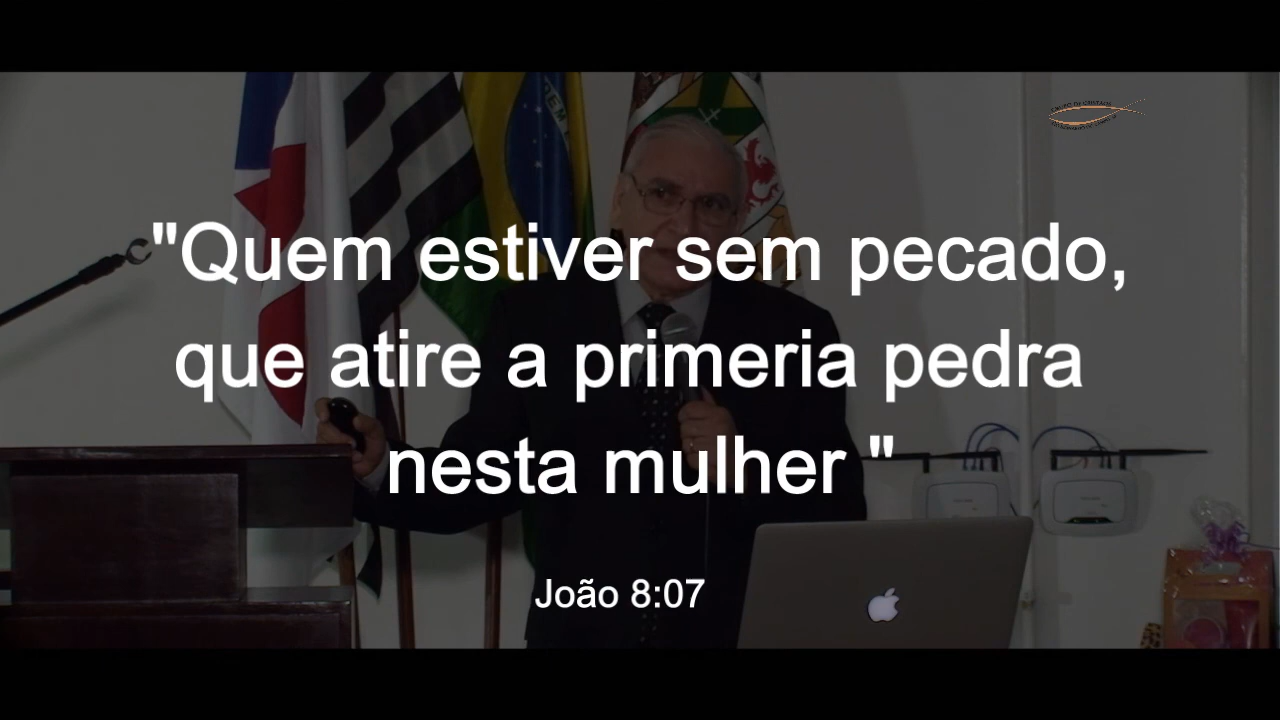 "Quem estiver sem pecado,
que atire a primeria pedra
nesta mulher "
João 8:07